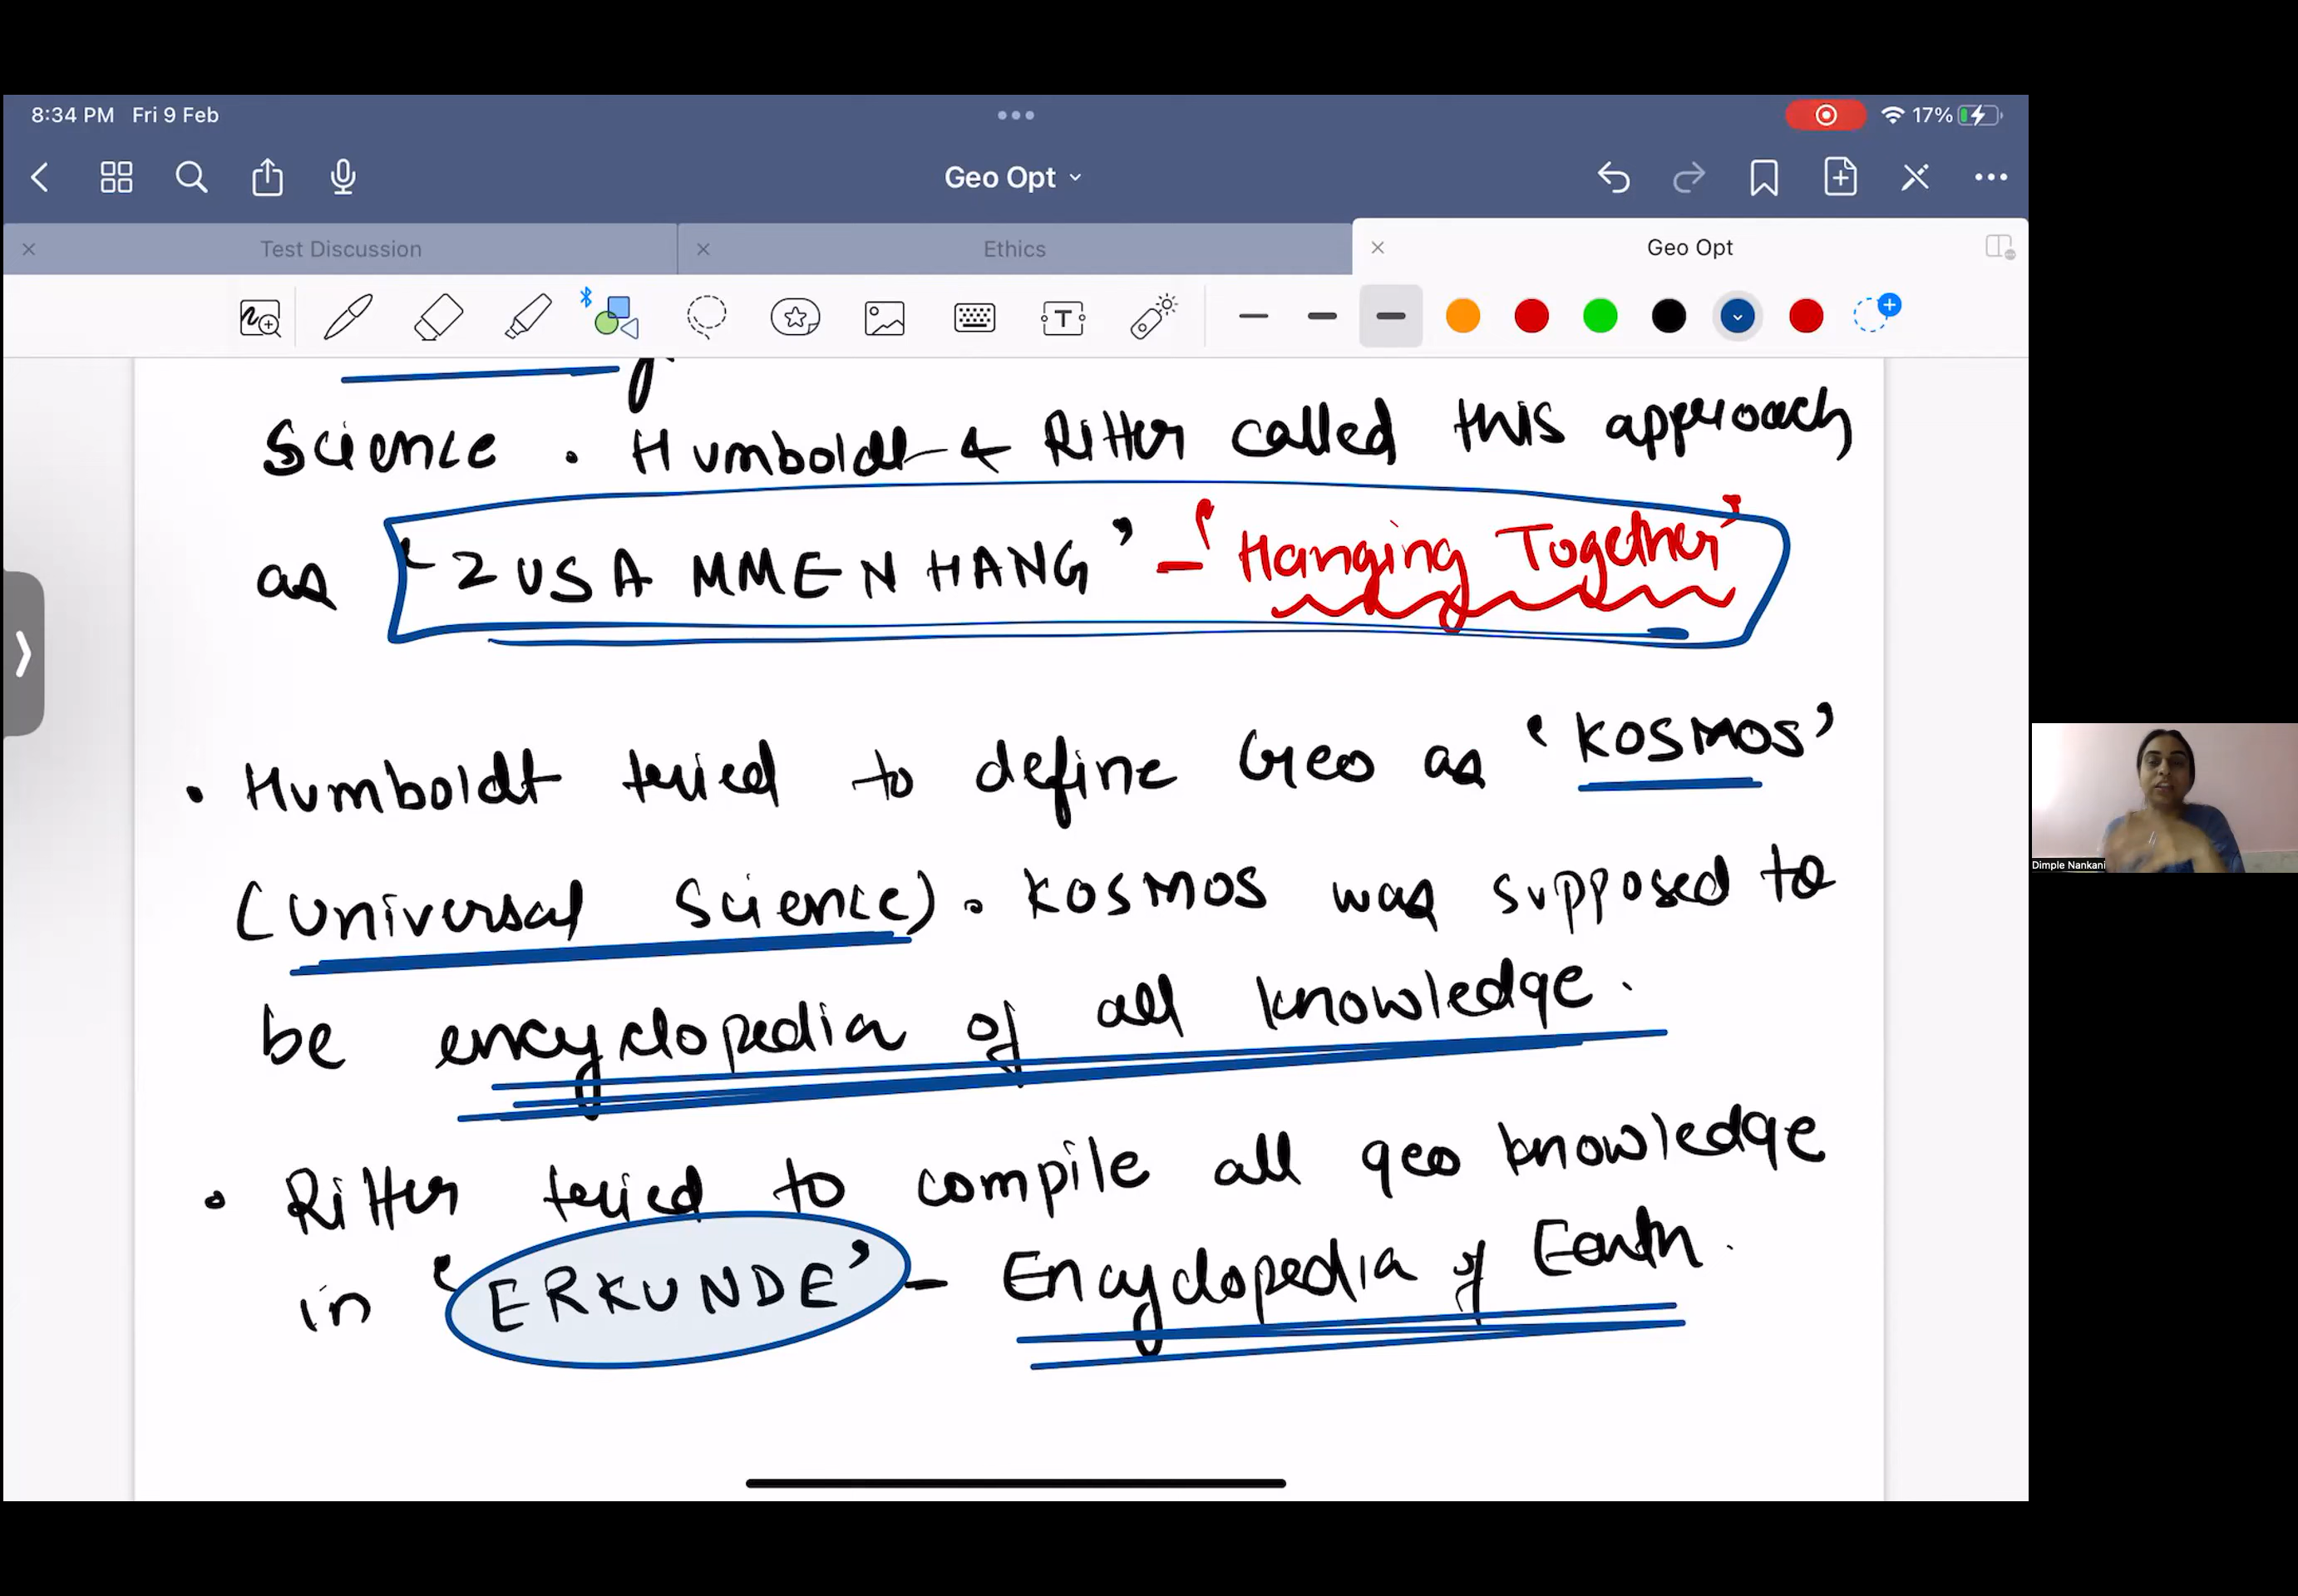 8:34 PM Fri 9 Feb
17%
Geo Opt
Test Discussion
Ethics
Geo Opt
Science. Humboldt & Ritter called this approach
as 'ZUSAMMENHANG' - 'Hanging Together'
• Humboldt tried to define Geo as 'KOSMOS'
(Universal Science). KOSMOS was supposed to
be encyclopedia of all knowledge.
• Ritter tried to compile all geo knowledge
in 'ERKUNDE' - Encyclopedia of Earth.
Dimple Nankani